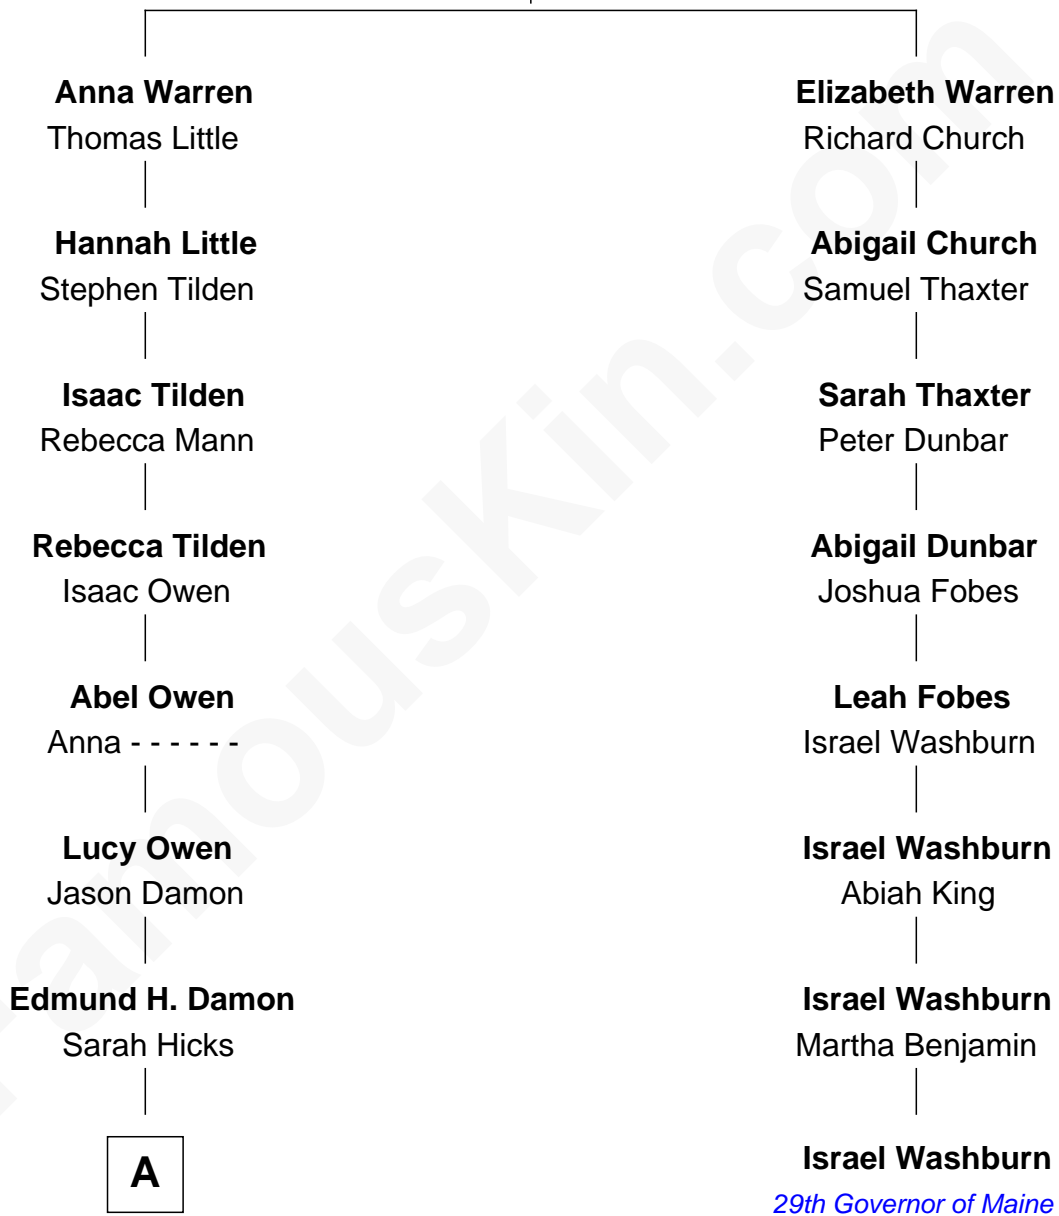 Anna Warren
Thomas Little
Hannah Little
Stephen Tilden
Isaac Tilden
Rebecca Mann
Rebecca Tilden
Isaac Owen
Abel Owen
Anna - - - - - -
Lucy Owen
Jason Damon
Edmund H. Damon
Sarah Hicks
A
Elizabeth Warren
Richard Church
Abigail Church
Samuel Thaxter
Sarah Thaxter
Peter Dunbar
Abigail Dunbar
Joshua Fobes
Leah Fobes
Israel Washburn
Israel Washburn
Abiah King
Israel Washburn
Martha Benjamin
Israel Washburn
29th Governor of Maine
FamousKin.com